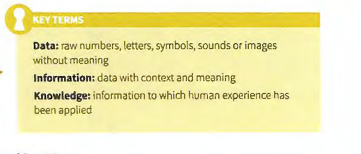 KEY TERMS
Data: raw numbers, letters, symbols, sounds or images
without meaning
Information: data with context and meaning
Knowledge: information to which human experience has
been applied